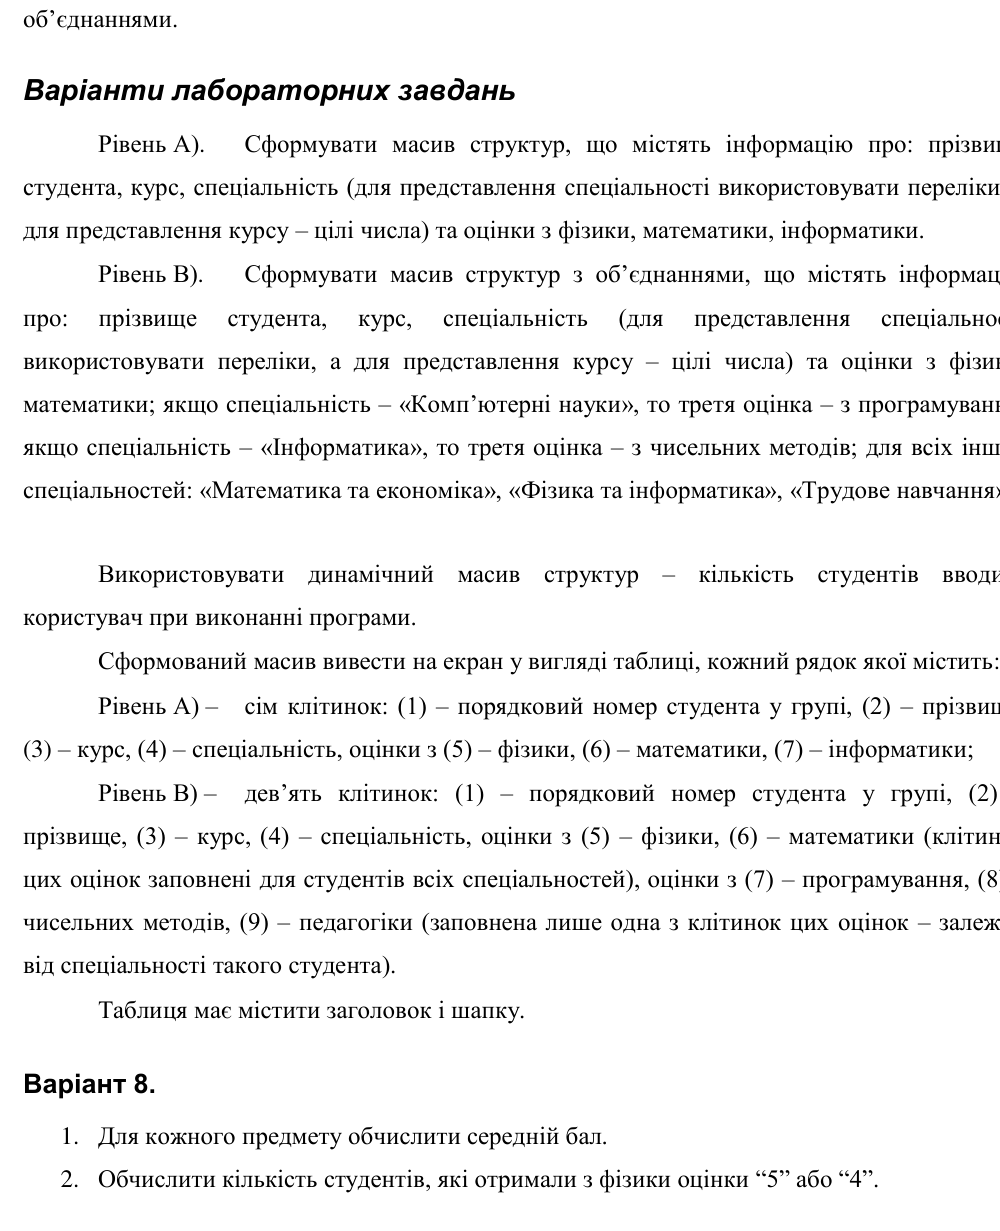 об’єднаннями.
Варіанти лабораторних завдань
Рівень А). Сформувати масив структур, що містять інформацію про: прізви
студента, курс, спеціальність (для представлення спеціальності використовувати переліки
для представлення курсу – цілі числа) та оцінки з фізики, математики, інформатики.
Рівень В). Сформувати масив структур з об’єднаннями, що містять інформац
про: прізвище студента, курс, спеціальність (для представлення спеціальнос
використовувати переліки, а для представлення курсу – цілі числа) та оцінки з фізик
математики; якщо спеціальність – «Комп’ютерні науки», то третя оцінка – з програмуван
якщо спеціальність – «Інформатика», то третя оцінка – з чисельних методів; для всіх інш
спеціальностей: «Математика та економіка», «Фізика та інформатика», «Трудове навчання»
Використовувати динамічний масив структур – кількість студентів вводи
користувач при виконанні програми.
Сформований масив вивести на екран у вигляді таблиці, кожний рядок якої містить:
Рівень А) – сім клітинок: (1) – порядковий номер студента у групі, (2) – прізвищ
(3) – курс, (4) – спеціальність, оцінки з (5) – фізики, (6) – математики, (7) – інформатики;
Рівень В) – дев’ять клітинок: (1) – порядковий номер студента у групі, (2)
прізвище, (3) – курс, (4) – спеціальність, оцінки з (5) – фізики, (6) – математики (клітин
цих оцінок заповнені для студентів всіх спеціальностей), оцінки з (7) – програмування, (8)
чисельних методів, (9) – педагогіки (заповнена лише одна з клітинок цих оцінок – залеж
від спеціальності такого студента).
Таблиця має містити заголовок і шапку.
Варіант 8.
1. Для кожного предмету обчислити середній бал.
2. Обчислити кількість студентів, які отримали з фізики оцінки “5” або “4”.